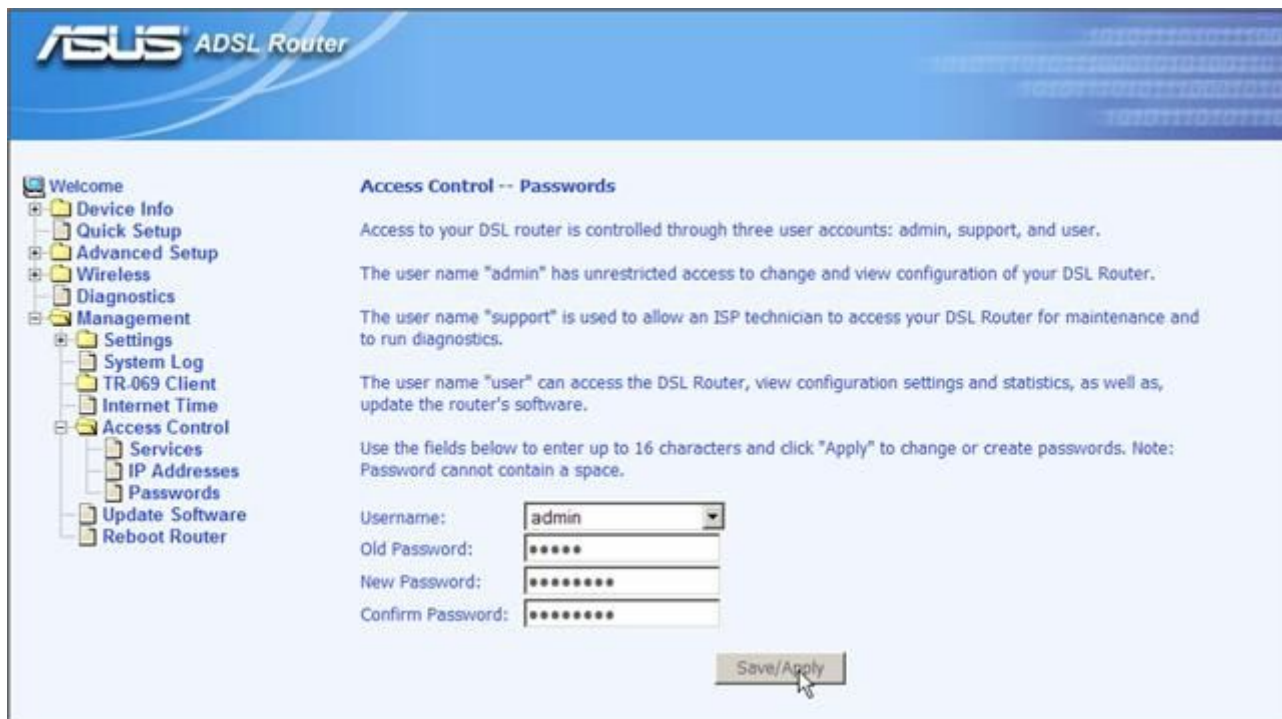 ASUS ADSL Router
Welcome
Device Info
Quick Setup
Advanced Setup
Wireless
Diagnostics
Management
Settings
System Log
TR-069 Client
Internet Time
Access Control
Services
IP Addresses
Passwords
Update Software
Reboot Router
Access Control -- Passwords
Access to your DSL router is controlled through three user accounts: admin, support, and user.
The user name "admin" has unrestricted access to change and view configuration of your DSL Router.
The user name "support" is used to allow an ISP technician to access your DSL Router for maintenance and
to run diagnostics.
The user name "user" can access the DSL Router, view configuration settings and statistics, as well as,
update the router's software.
Use the fields below to enter up to 16 characters and click "Apply" to change or create passwords. Note:
Password cannot contain a space.
Username: admin
Old Password: •••••
New Password: ••••••••
Confirm Password: ••••••••
Save/Apply